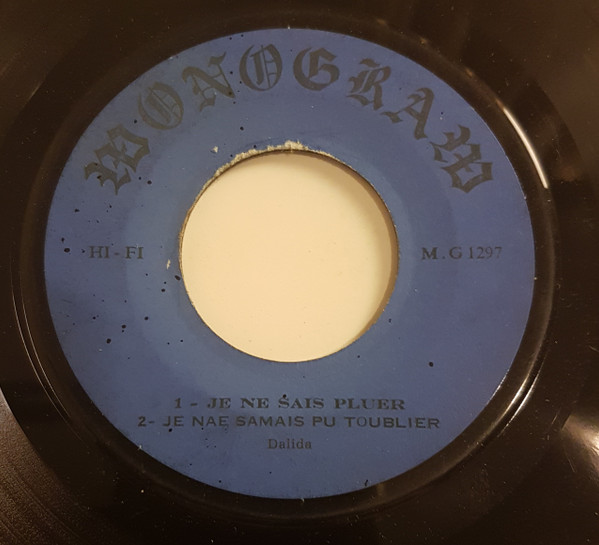 MONOGRAM
HI-FI
M.G 1297
1 - JE NE SAIS PLUER
2- JE NAE SAMAIS PU TOUBLIER
Dalida